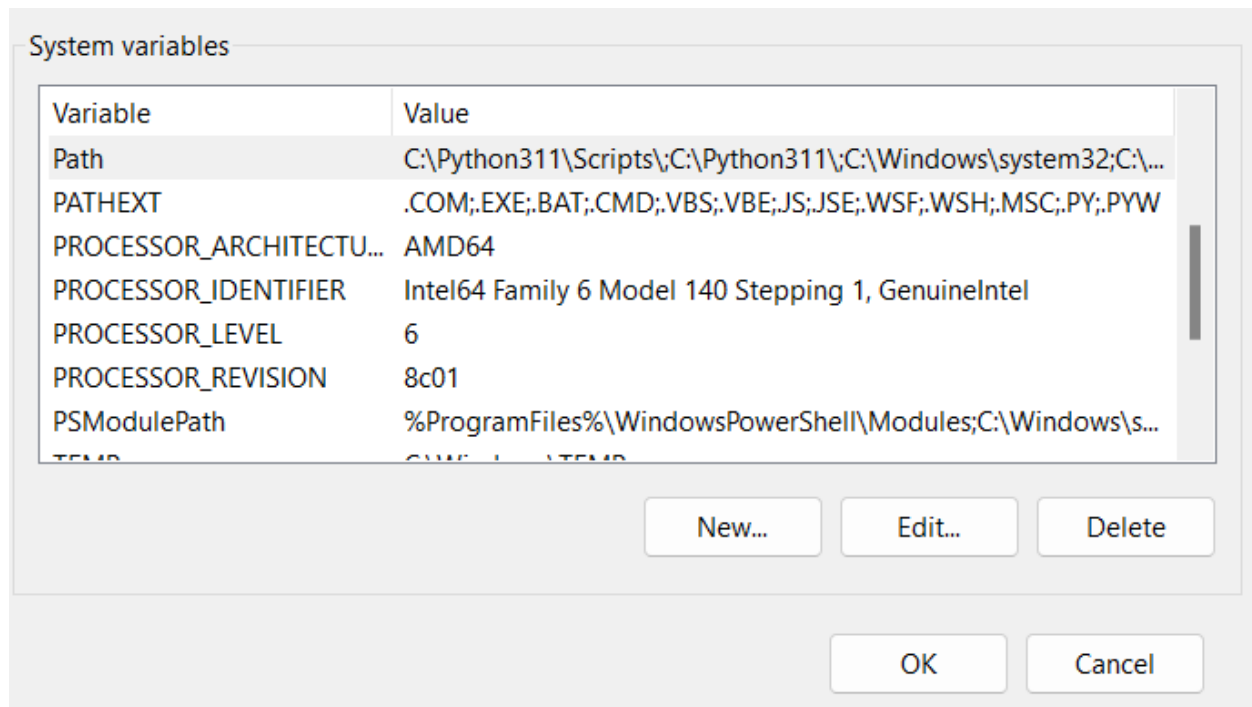 System variables
Variable Value
Path C:\Python311\Scripts\;C:\Python311\;C:\Windows\system32;C:\...
PATHEXT .COM;.EXE;.BAT;.CMD;.VBS;.VBE;.JS;.JSE;.WSF;.WSH;.MSC;.PY;.PYW
PROCESSOR_ARCHITECTU... AMD64
PROCESSOR_IDENTIFIER Intel64 Family 6 Model 140 Stepping 1, GenuineIntel
PROCESSOR_LEVEL 6
PROCESSOR_REVISION 8c01
PSModulePath %ProgramFiles%\WindowsPowerShell\Modules;C:\Windows\s...
TEMP
New... Edit... Delete
OK Cancel